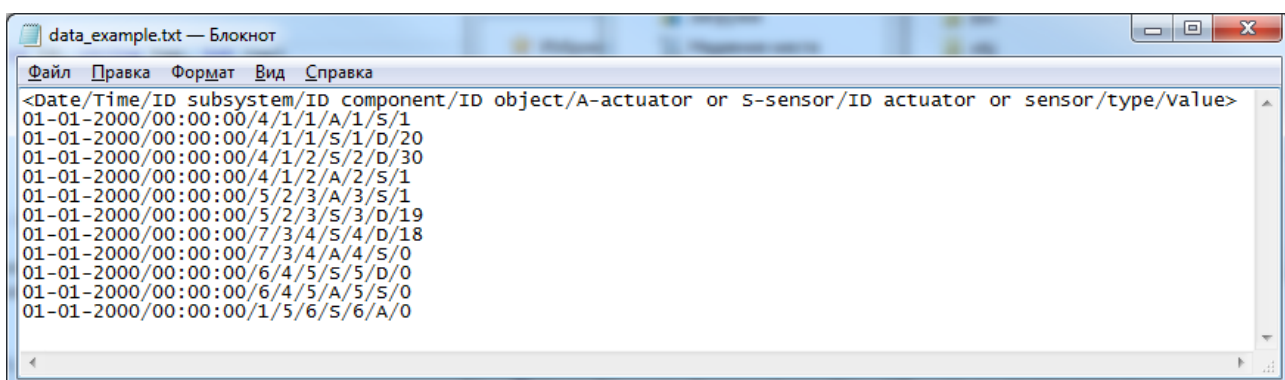 data_example.txt — Блокнот
Файл Правка Формат Вид Справка
<Date/Time/ID subsystem/ID component/ID object/A-actuator or S-sensor/ID actuator or sensor/type/Value>
01-01-2000/00:00:00/4/1/1/A/1/S/1
01-01-2000/00:00:00/4/1/1/S/1/D/20
01-01-2000/00:00:00/4/1/2/S/2/D/30
01-01-2000/00:00:00/4/1/2/A/2/S/1
01-01-2000/00:00:00/5/2/3/A/3/S/1
01-01-2000/00:00:00/5/2/3/S/3/D/19
01-01-2000/00:00:00/7/3/4/S/4/D/18
01-01-2000/00:00:00/7/3/4/A/4/S/0
01-01-2000/00:00:00/6/4/5/S/5/D/0
01-01-2000/00:00:00/6/4/5/A/5/S/0
01-01-2000/00:00:00/1/5/6/S/6/A/0